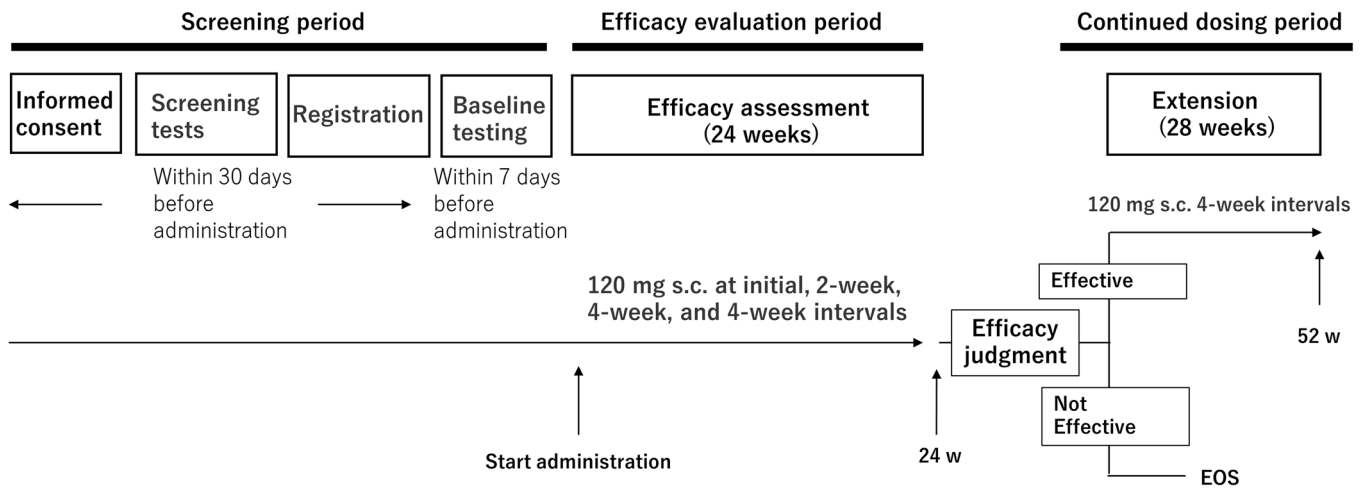 Screening period
Efficacy evaluation period
Continued dosing period
Informed
consent
Screening
tests
Registration
Baseline
testing
Efficacy assessment
(24 weeks)
Extension
(28 weeks)
Within 30 days
before
administration
Within 7 days
before
administration
120 mg s.c. 4-week intervals
120 mg s.c. at initial, 2-week,
4-week, and 4-week intervals
Effective
Efficacy
judgment
52 w
Not
Effective
Start administration
24 w
EOS